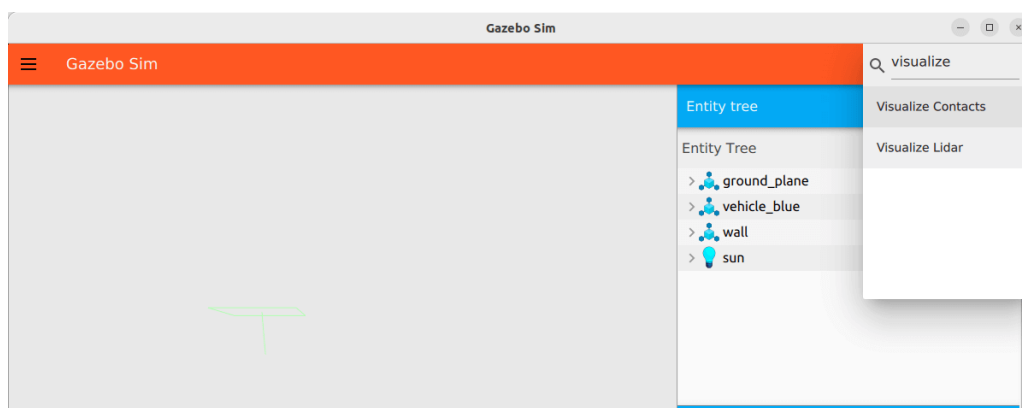 Gazebo Sim
Gazebo Sim
visualize
Entity tree
Visualize Contacts
Visualize Lidar
Entity Tree
ground_plane
vehicle_blue
wall
sun